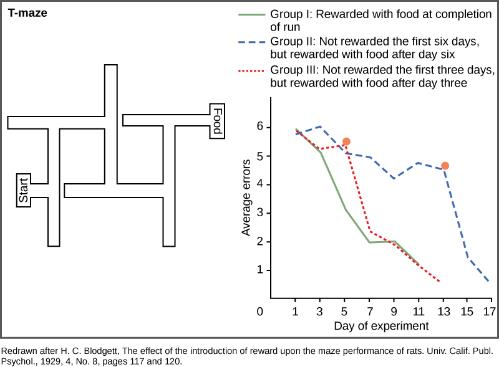 T-maze
Group I: Rewarded with food at completion
of run
Group II: Not rewarded the first six days,
but rewarded with food after day six
Group III: Not rewarded the first three days,
but rewarded with food after day three
Start
Food
Average errors
6
5
4
3
2
1
0 1 3 5 7 9 11 13 15 17
Day of experiment
Redrawn after H. C. Blodgett, The effect of the introduction of reward upon the maze performance of rats. Univ. Calif. Publ.
Psychol., 1929, 4, No. 8, pages 117 and 120.